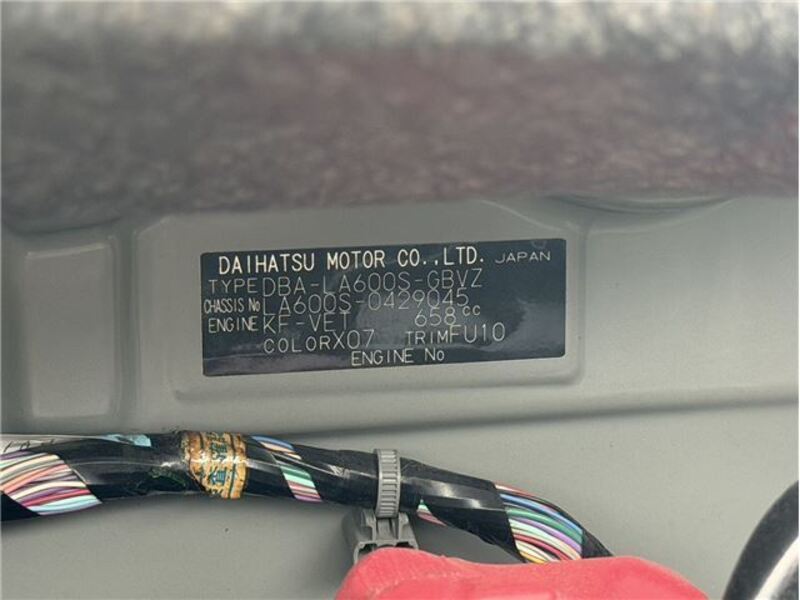 DAIHATSU MOTOR CO.,LTD. JAPAN
TYPE DBA-LA600S-GBVZ
CHASSIS No LA600S-0429045
ENGINE KF-VET 658cc
COLOR X07 TRIM FU10
ENGINE No